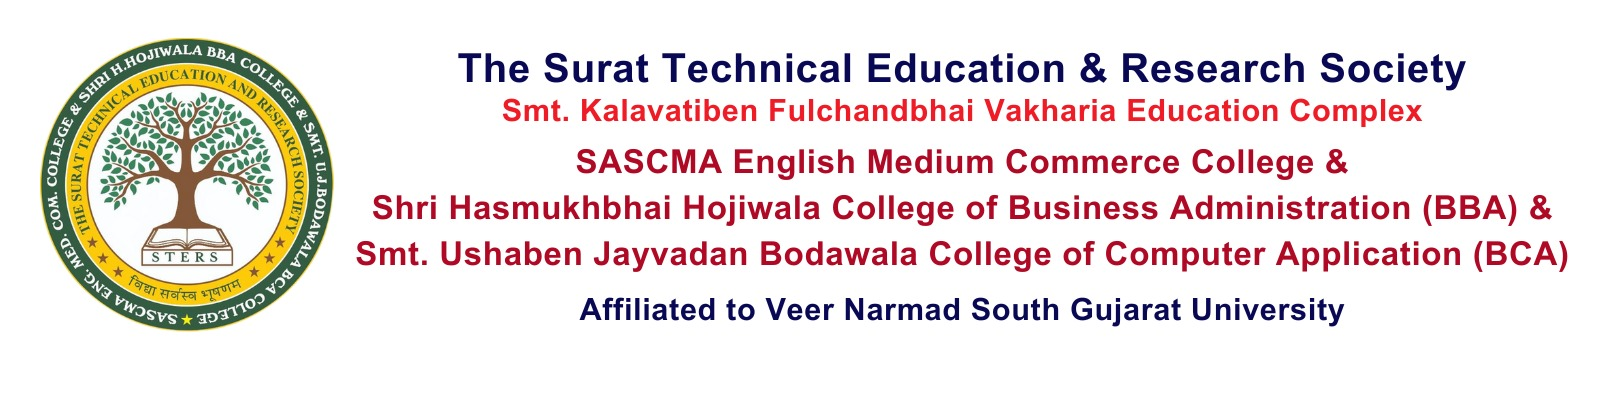 SASCMA ENG. MED. COM. COLLEGE & SHRI H.HOJIWALA BBA COLLEGE & SMT. U.J.BODAWALA BCA COLLEGE
THE SURAT TECHNICAL EDUCATION AND RESEARCH SOCIETY
STERS
विद्या सर्वस्व भूषणम
The Surat Technical Education & Research Society
Smt. Kalavatiben Fulchandbhai Vakharia Education Complex
SASCMA English Medium Commerce College &
Shri Hasmukhbhai Hojiwala College of Business Administration (BBA) &
Smt. Ushaben Jayvadan Bodawala College of Computer Application (BCA)
Affiliated to Veer Narmad South Gujarat University